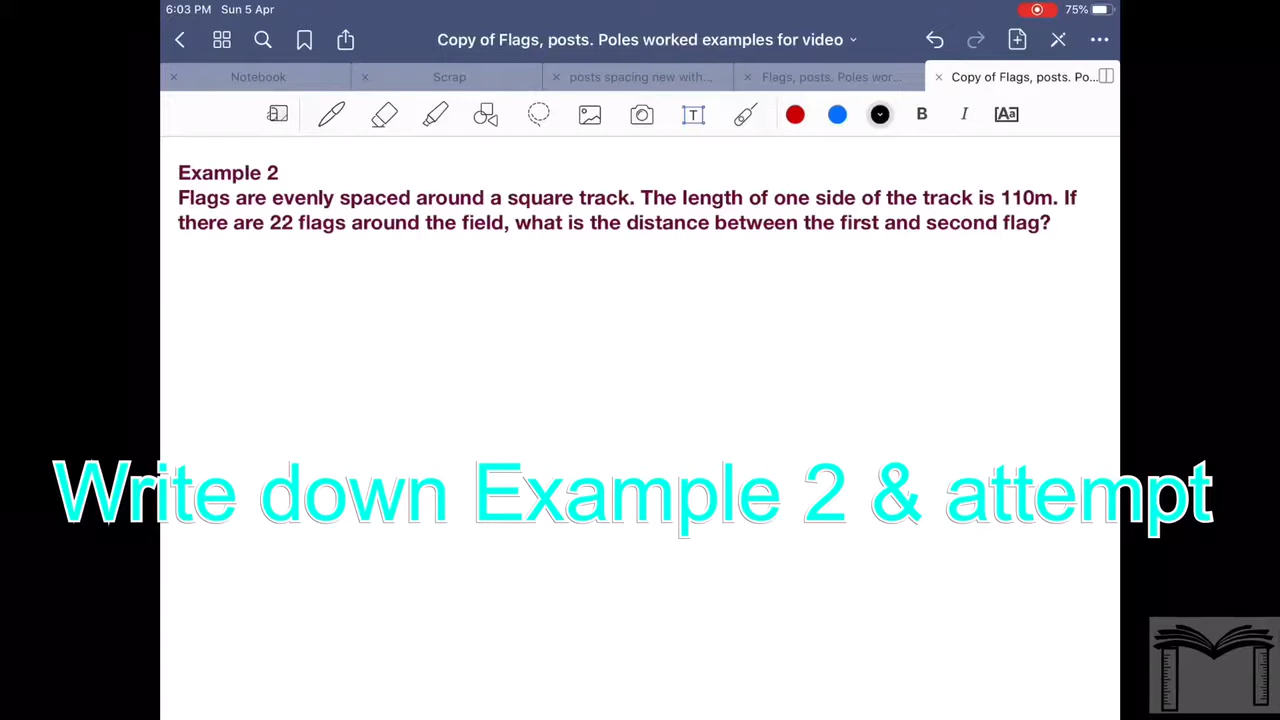 6:03 PM Sun 5 Apr 75%
Copy of Flags, posts. Poles worked examples for video
Notebook
Scrap
posts spacing new with...
Flags, posts. Poles wor...
Copy of Flags, posts. Po...
T
B I Aa
Example 2
Flags are evenly spaced around a square track. The length of one side of the track is 110m. If
there are 22 flags around the field, what is the distance between the first and second flag?
Write down Example 2 & attempt